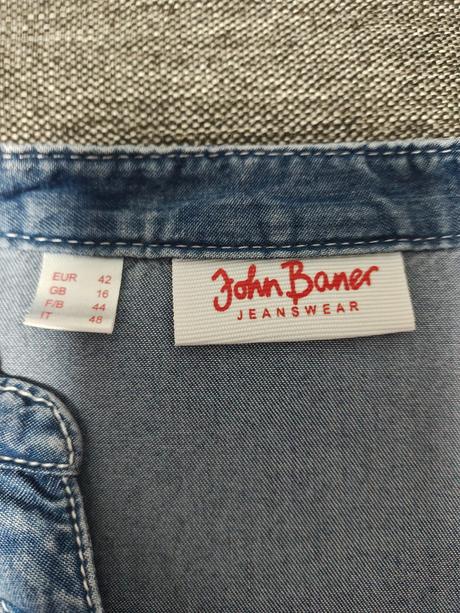 EUR 42
GB 16
F/B 44
IT 48
John Baner
JEANSWEAR